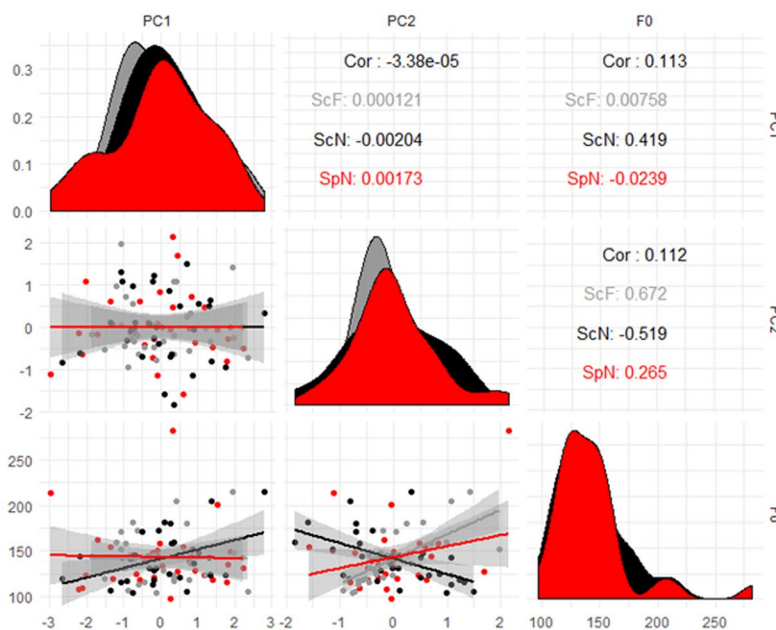 PC1 PC2 F0
0.3
0.2
0.1
0.0
Cor : -3.38e-05
ScF: 0.000121
ScN: -0.00204
SpN: 0.00173
Cor : 0.113
ScF: 0.00758
ScN: 0.419
SpN: -0.0239
PC1
2
1
0
-1
-2
Cor : 0.112
ScF: 0.672
ScN: -0.519
SpN: 0.265
PC2
250
200
150
100
F0
-3 -2 -1 0 1 2 3 -2 -1 0 1 2 100 150 200 250